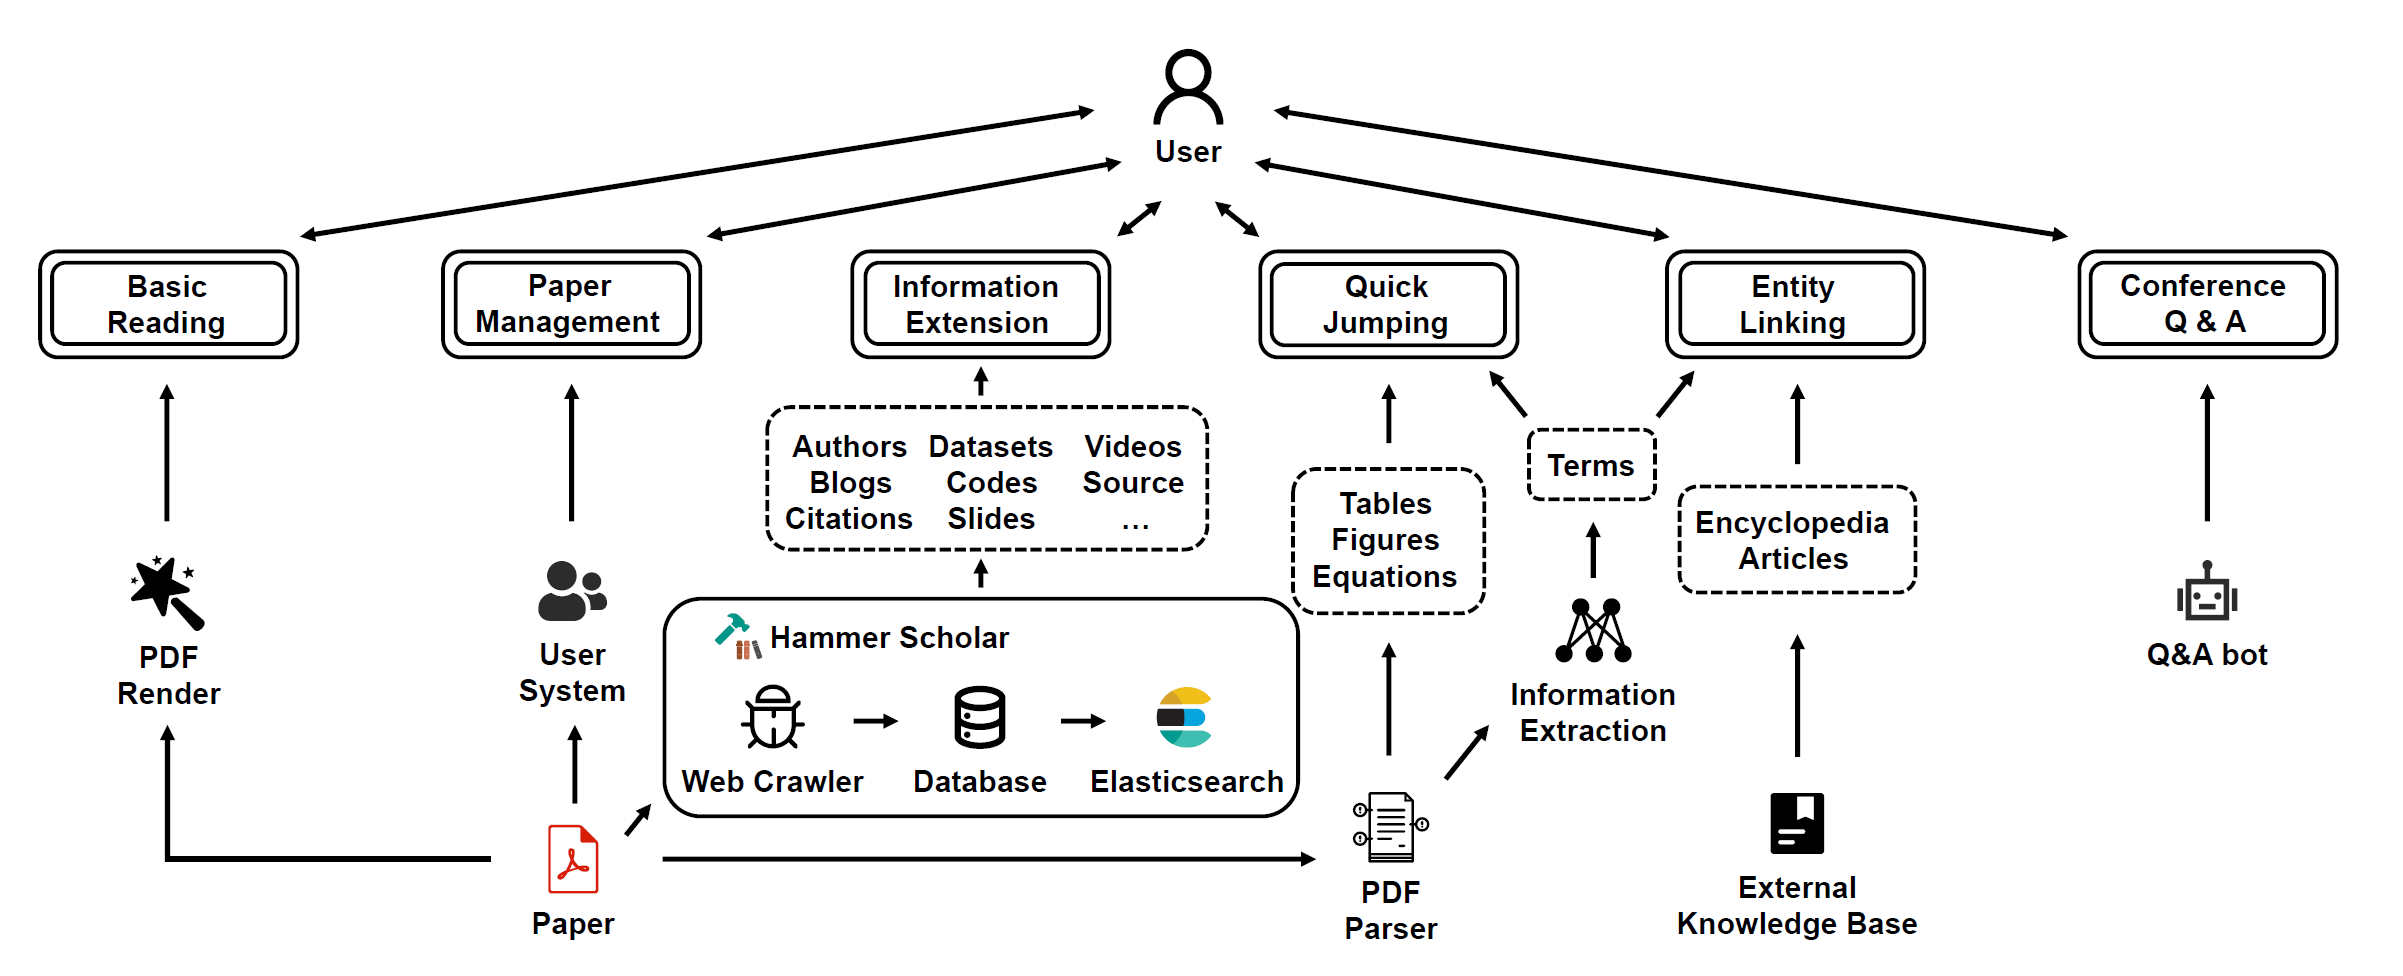 User
Basic
Reading
Paper
Management
Information
Extension
Quick
Jumping
Entity
Linking
Conference
Q & A
Authors Datasets Videos
Blogs Codes Source
Citations Slides ...
Tables
Figures
Equations
Terms
Encyclopedia
Articles
PDF
Render
User
System
Hammer Scholar
Web Crawler
Database
Elasticsearch
Information
Extraction
Q&A bot
Paper
PDF
Parser
External
Knowledge Base